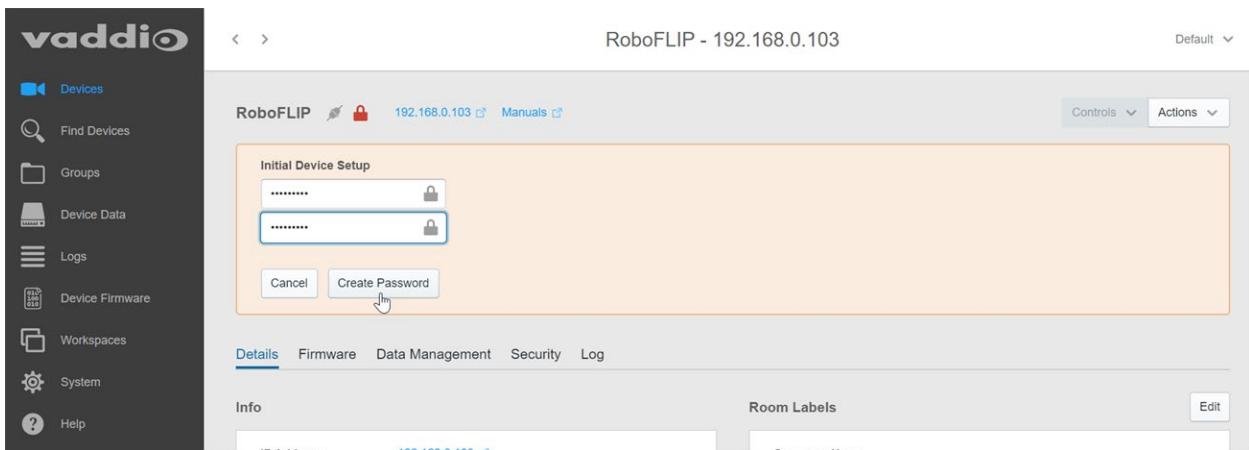 vaddio
< >
RoboFLIP - 192.168.0.103
Default
Devices
Find Devices
Groups
Device Data
Logs
Device Firmware
Workspaces
System
Help
RoboFLIP
192.168.0.103
Manuals
Controls
Actions
Initial Device Setup
•••••••••
•••••••••
Cancel
Create Password
Details Firmware Data Management Security Log
Info
Room Labels
Edit